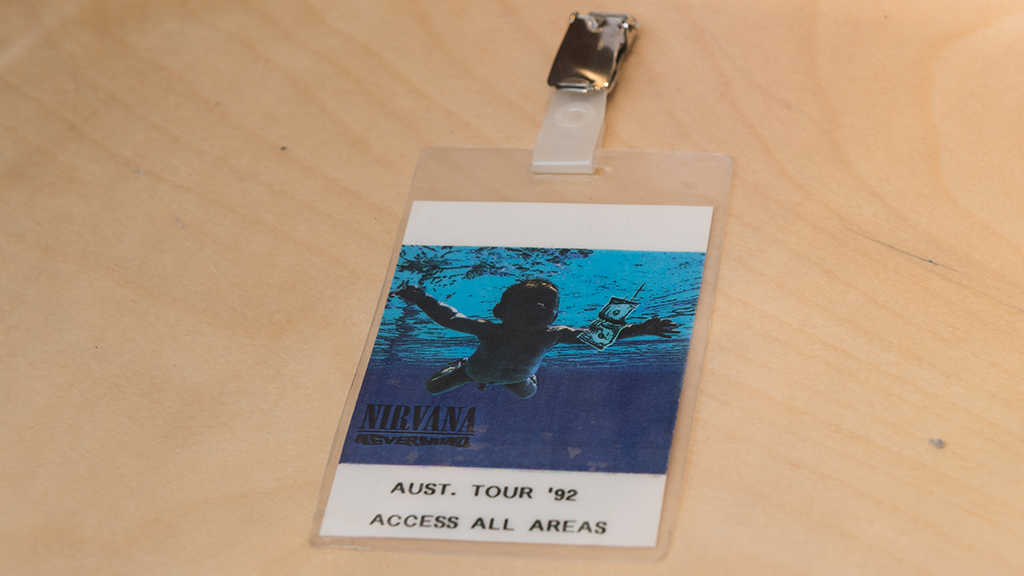 NIRVANA
NEVERMIND
AUST. TOUR '92
ACCESS ALL AREAS